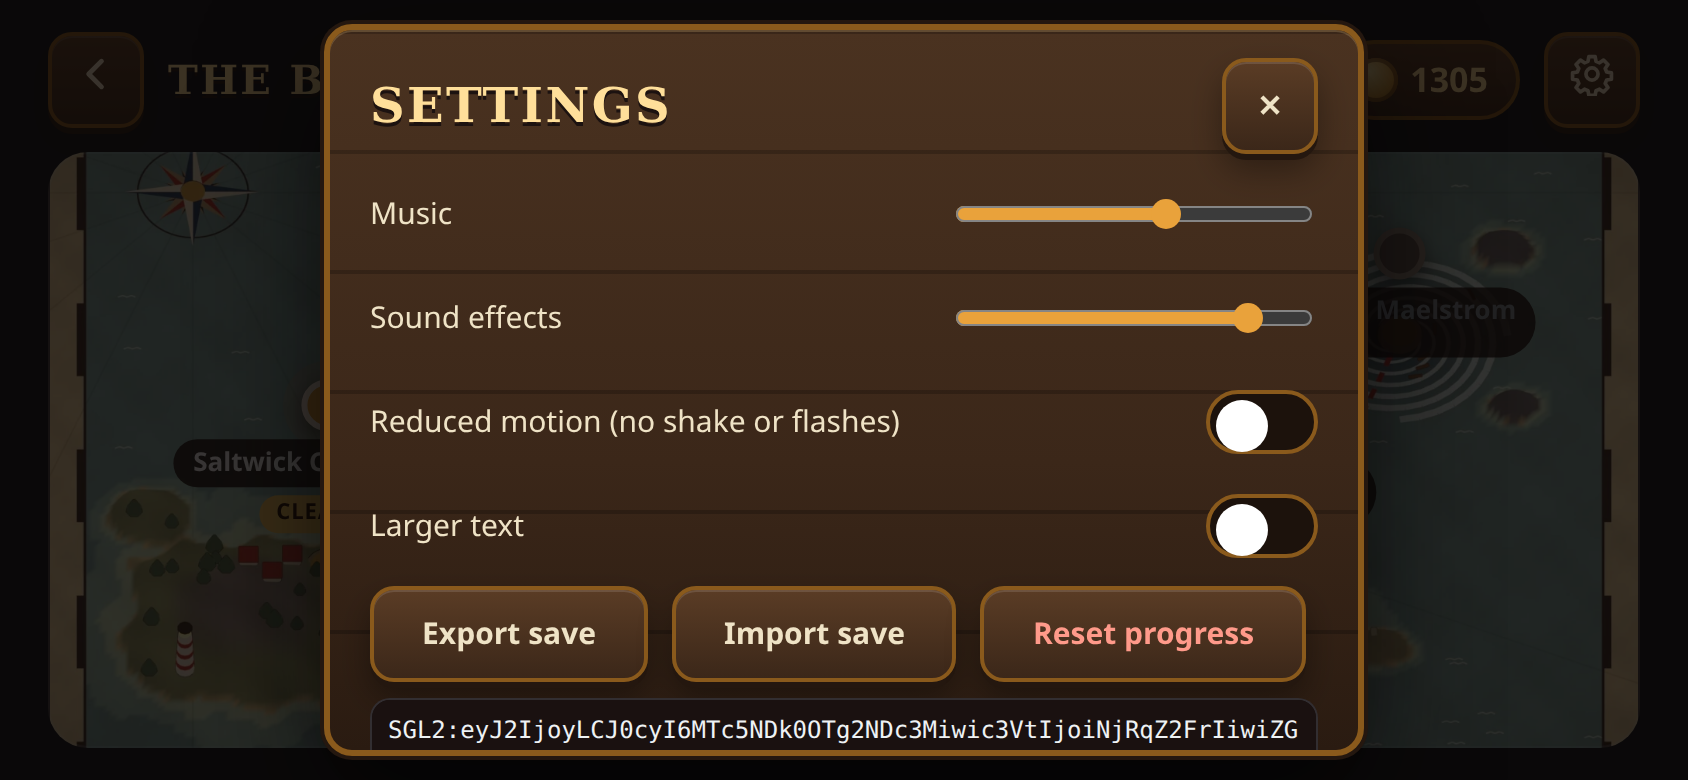 THE B
SETTINGS
×
1305
Music
Sound effects
Maelstrom
Reduced motion (no shake or flashes)
Saltwick
CLEA
Larger text
Export save
Import save
Reset progress
SGL2:eyJ2IjoyLCJ0cyI6MTc5NDk0OTg2NDc3Miwic3VtIjoiNjRqZ2FrIiwiZG